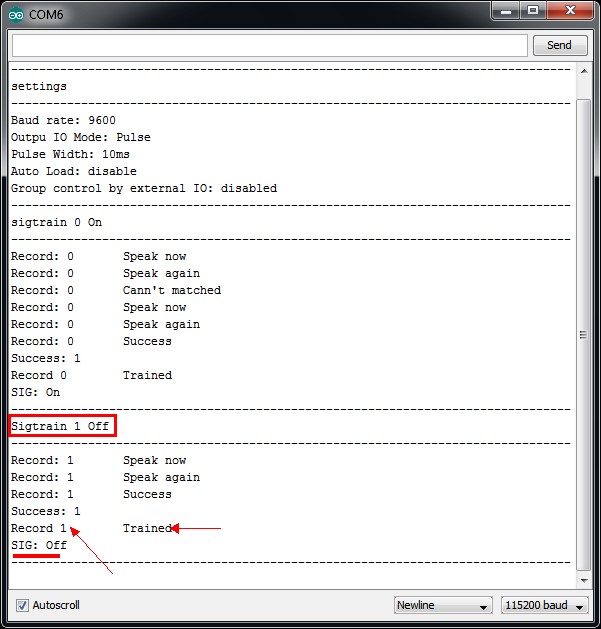 COM6
Send
settings
Baud rate: 9600
Outpu IO Mode: Pulse
Pulse Width: 10ms
Auto Load: disable
Group control by external IO: disabled
sigtrain 0 On
Record: 0 Speak now
Record: 0 Speak again
Record: 0 Cann't matched
Record: 0 Speak now
Record: 0 Speak again
Record: 0 Success
Success: 1
Record 0 Trained
SIG: On
Sigtrain 1 Off
Record: 1 Speak now
Record: 1 Speak again
Record: 1 Success
Success: 1
Record 1 Trained
SIG: Off
Autoscroll
Newline
115200 baud